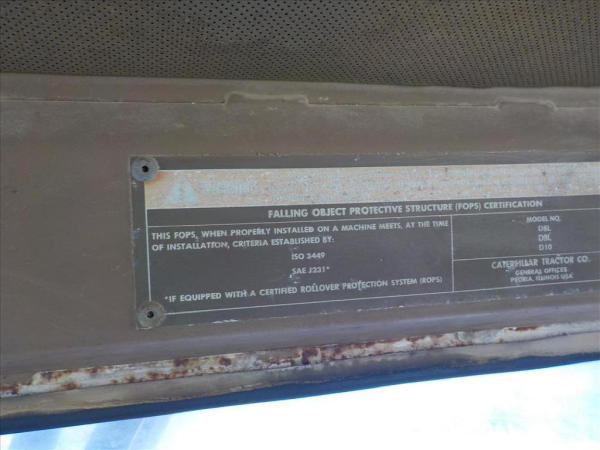 FALLING OBJECT PROTECTIVE STRUCTURE (FOPS) CERTIFICATION
THIS FOPS, WHEN PROPERLY INSTALLED ON A MACHINE MEETS, AT THE TIME
OF INSTALLATION, CRITERIA ESTABLISHED BY:
ISO 3449
SAE J231*
*IF EQUIPPED WITH A CERTIFIED ROLLOVER PROTECTION SYSTEM (ROPS)
MODEL NO.
D8L
D8L
D10
CATERPILLAR TRACTOR CO.
GENERAL OFFICES
PEORIA, ILLINOIS USA